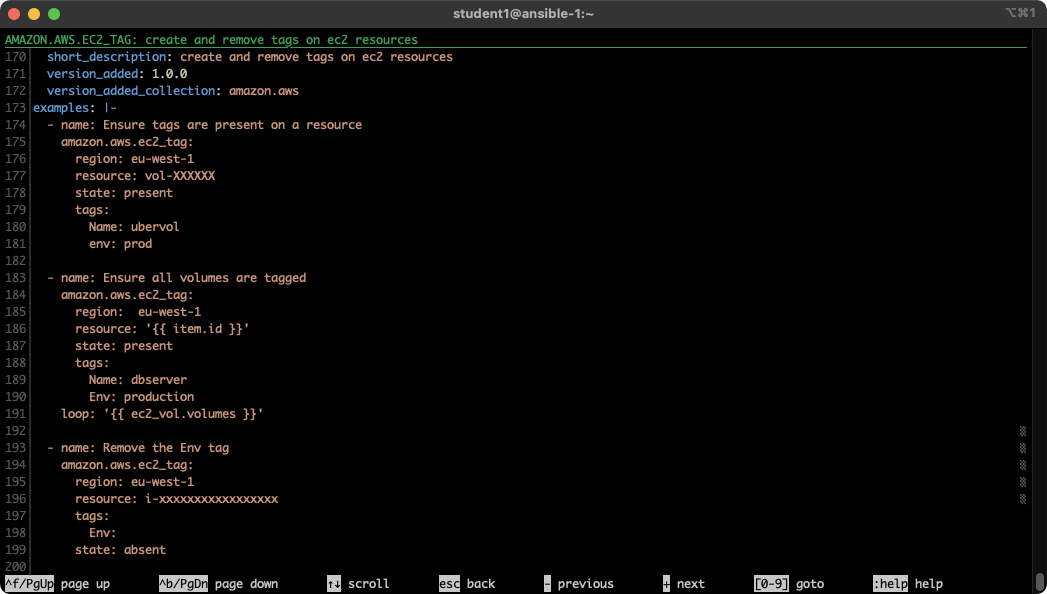 student1@ansible-1:~
⌥⌘1
AMAZON.AWS.EC2_TAG: create and remove tags on ec2 resources
170 short_description: create and remove tags on ec2 resources
171 version_added: 1.0.0
172 version_added_collection: amazon.aws
173 examples: |-
174 - name: Ensure tags are present on a resource
175 amazon.aws.ec2_tag:
176 region: eu-west-1
177 resource: vol-XXXXXX
178 state: present
179 tags:
180 Name: ubervol
181 env: prod
182
183 - name: Ensure all volumes are tagged
184 amazon.aws.ec2_tag:
185 region:  eu-west-1
186 resource: '{{ item.id }}'
187 state: present
188 tags:
189 Name: dbserver
190 Env: production
191 loop: '{{ ec2_vol.volumes }}'
192
193 - name: Remove the Env tag
194 amazon.aws.ec2_tag:
195 region: eu-west-1
196 resource: i-xxxxxxxxxxxxxxxxx
197 tags:
198 Env:
199 state: absent
200
^f/PgUp page up ^b/PgDn page down ↑↓ scroll esc back - previous + next [0-9] goto :help help